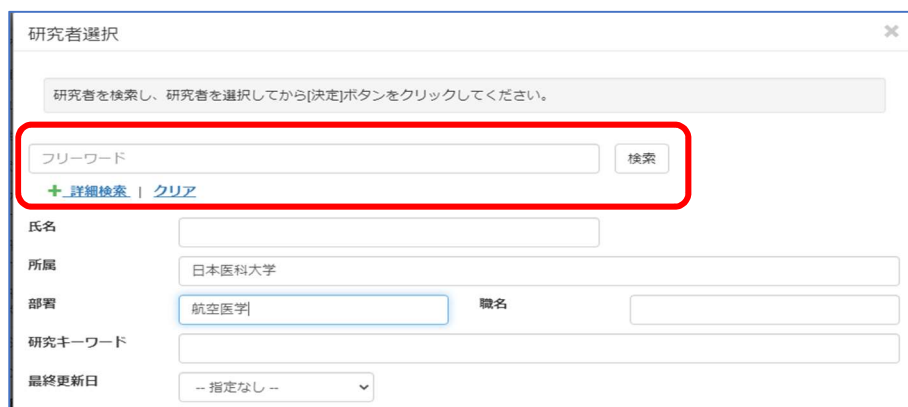 研究者選択
研究者を検索し、研究者を選択してから[決定]ボタンをクリックしてください。
フリーワード 検索
+ 詳細検索 | クリア
氏名
所属 日本医科大学
部署 航空医学 職名
研究キーワード
最終更新日 -- 指定なし --